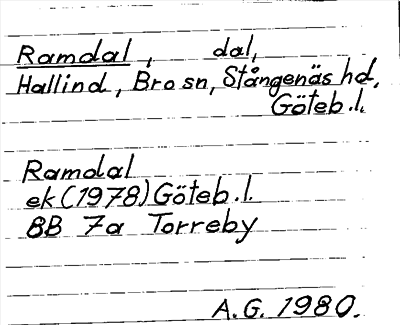 Ramdal, dal,
Hallind, Bro sn, Stångenäs hd,
Göteb.l.
Ramdal
ek (1978) Göteb.l.
8B 7a Torreby
A.G. 1980.